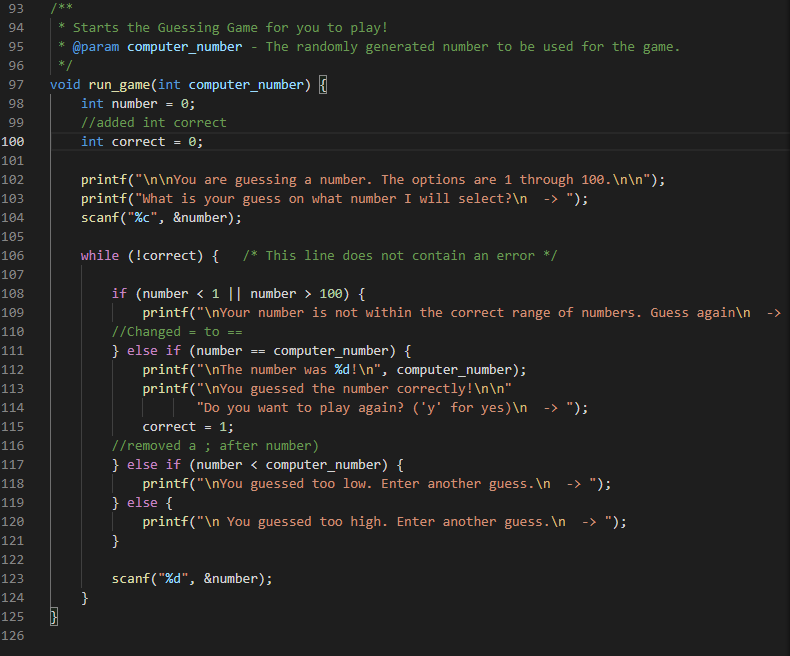 93 /**
94  * Starts the Guessing Game for you to play!
95  * @param computer_number - The randomly generated number to be used for the game.
96  */
97 void run_game(int computer_number) {
98     int number = 0;
99     //added int correct
100     int correct = 0;
101
102     printf("\n\nYou are guessing a number. The options are 1 through 100.\n\n");
103     printf("What is your guess on what number I will select?\n  -> ");
104     scanf("%c", &number);
105
106     while (!correct) {   /* This line does not contain an error */
107
108         if (number < 1 || number > 100) {
109             printf("\nYour number is not within the correct range of numbers. Guess again\n  ->
110         //Changed = to ==
111         } else if (number == computer_number) {
112             printf("\nThe number was %d!\n", computer_number);
113             printf("\nYou guessed the number correctly!\n\n"
114                    "Do you want to play again? ('y' for yes)\n  -> ");
115             correct = 1;
116         //removed a ; after number)
117         } else if (number < computer_number) {
118             printf("\nYou guessed too low. Enter another guess.\n  -> ");
119         } else {
120             printf("\n You guessed too high. Enter another guess.\n  -> ");
121         }
122
123         scanf("%d", &number);
124     }
125 }
126